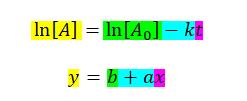 ln[A] = ln[A₀] − kt
y = b + ax